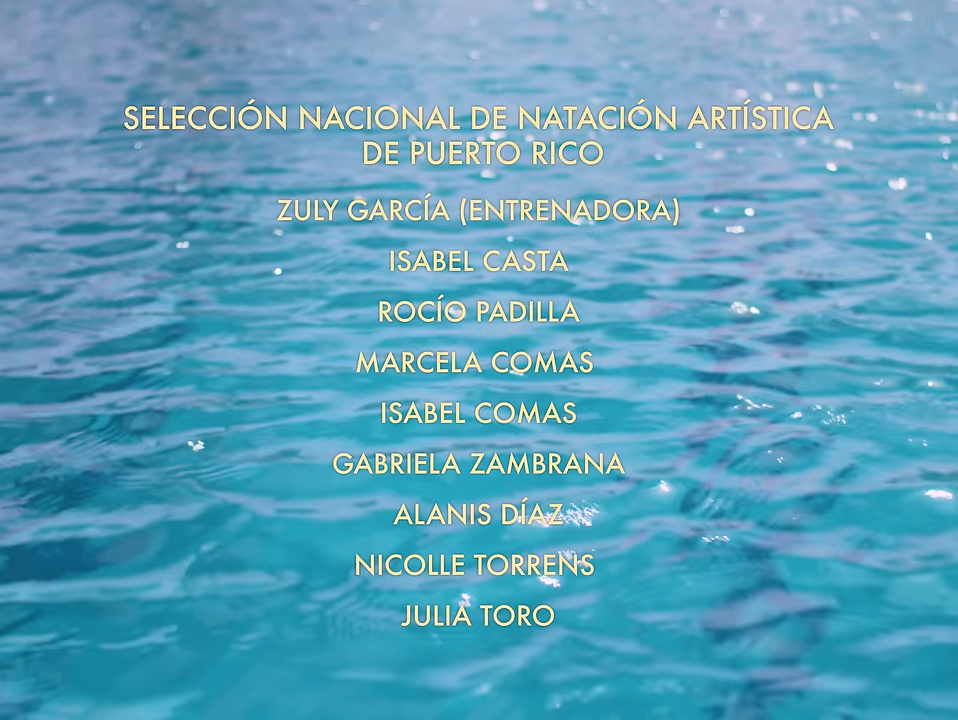 SELECCIÓN NACIONAL DE NATACIÓN ARTÍSTICA
DE PUERTO RICO
ZULY GARCÍA (ENTRENADORA)
ISABEL CASTA
ROCÍO PADILLA
MARCELA COMAS
ISABEL COMAS
GABRIELA ZAMBRANA
ALANIS DÍAZ
NICOLLE TORRENS
JULIA TORO